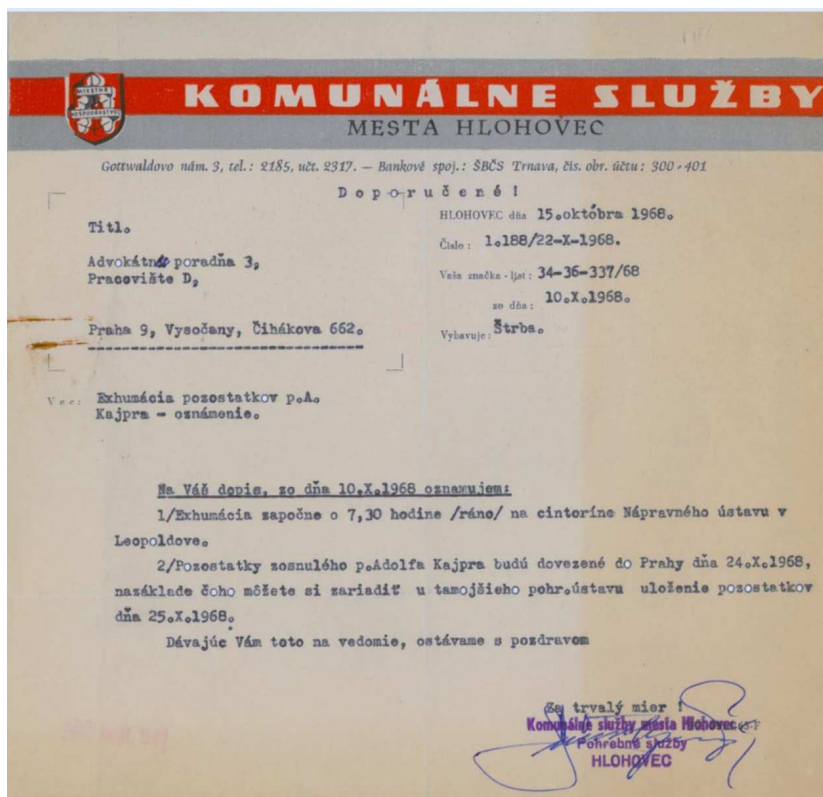 MIESTNE
HOSPODÁRSTVO
KOMUNÁLNE SLUŽBY
MESTA HLOHOVEC
Gottwaldovo nám. 3, tel.: 2185, učt. 2317. — Bankové spoj.: ŠBČS Trnava, čís. obr. účtu: 300-401
Doporučené!
HLOHOVEC dňa 15.októbra 1968.
Titl.
Číslo: 1.188/22-X-1968.
Advokátn poradňa 3,
Pracovište D,
Vaša značka - list: 34-36-337/68
zo dňa: 10.X.1968.
Praha 9, Vysočany, Čihákova 662.
Vybavuje: Štrba.
Vec: Exhumácia pozostatkov p.A.
Kajpra - oznámenie.
Na Váš dopis, zo dňa 10.X.1968 oznamujem:
1/Exhumácia započne o 7,30 hodine /ráno/ na cintoríne Nápravného ústavu v
Leopoldove.
2/Pozostatky zosnulého p.Adolfa Kajpra budú dovezené do Prahy dňa 24.X.1968,
nazáklade čoho môžete si zariadiť u tamojšieho pohr.ústavu uloženie pozostatkov
dňa 25.X.1968.
Dávajúc Vám toto na vedomie, ostávame s pozdravom
Za trvalý mier !
Komunálne služby mesta Hlohovec
Pohrebné služby
HLOHOVEC